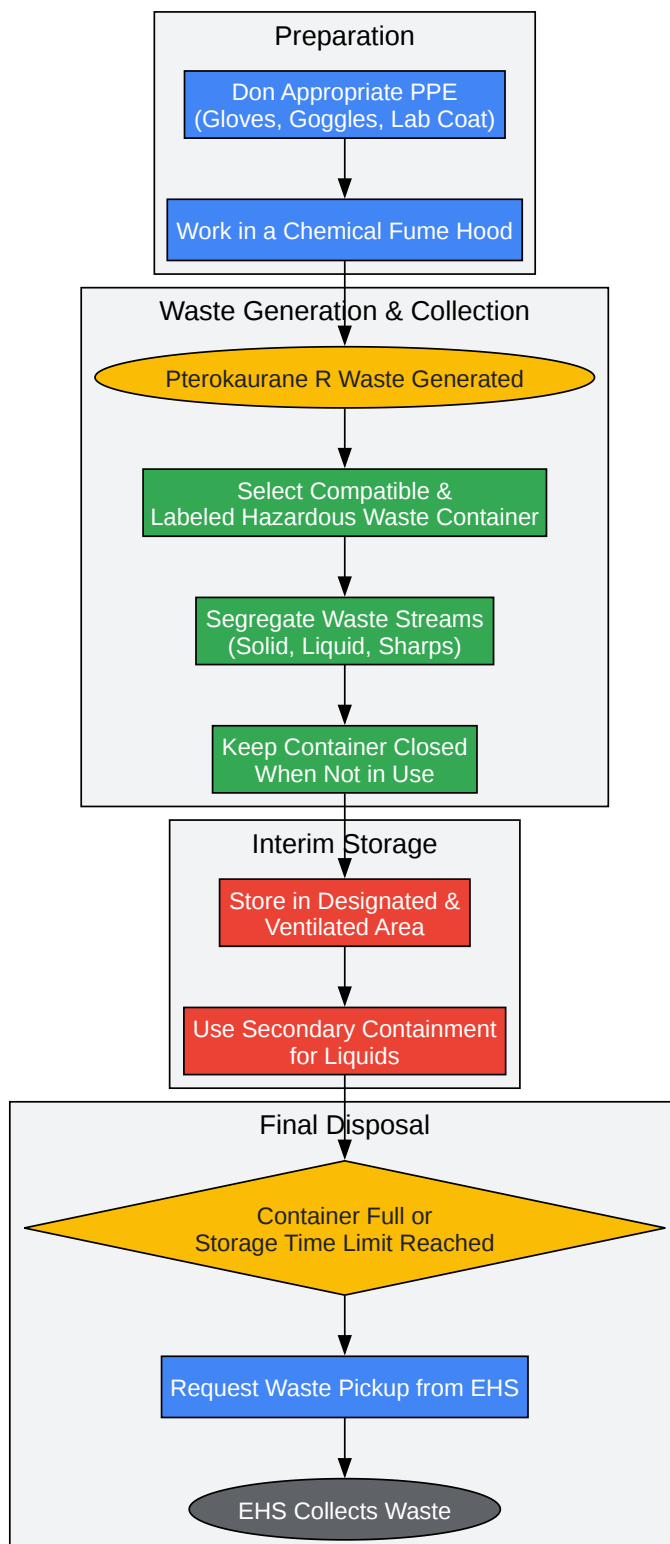 Preparation
Don Appropriate PPE
(Gloves, Goggles, Lab Coat)
Work in a Chemical Fume Hood
Waste Generation & Collection
Pterokaurane R Waste Generated
Select Compatible &
Labeled Hazardous Waste Container
Segregate Waste Streams
(Solid, Liquid, Sharps)
Keep Container Closed
When Not in Use
Interim Storage
Store in Designated &
Ventilated Area
Use Secondary Containment
for Liquids
Final Disposal
Container Full or
Storage Time Limit Reached
Request Waste Pickup from EHS
EHS Collects Waste